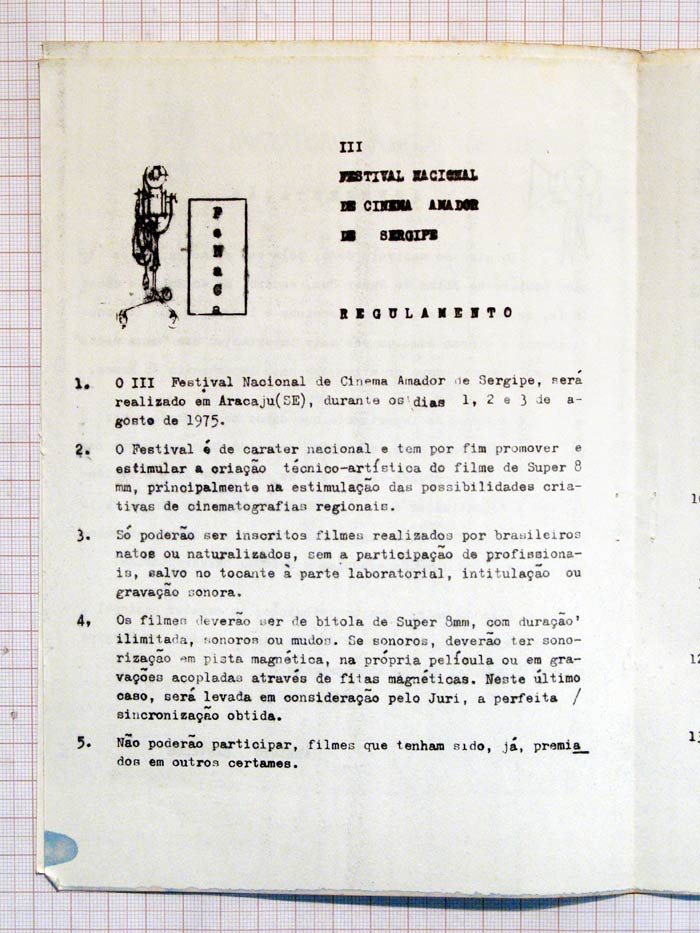 III
FESTIVAL NACIONAL
DE CINEMA AMADOR
DE SERGIPE
FeNaCa
REGULAMENTO
1. O III Festival Nacional de Cinema Amador de Sergipe, será
realizado em Aracaju(SE), durante os dias 1, 2 e 3 de a-
gosto de 1975.
2. O Festival é de carater nacional e tem por fim promover e
estimular a criação técnico-artística do filme de Super 8
mm, principalmente na estimulação das possibilidades cria-
tivas de cinematografias regionais.
3. Só poderão ser inscritos filmes realizados por brasileiros
natos ou naturalizados, sem a participação de profissiona-
is, salvo no tocante à parte laboratorial, intitulação ou
gravação sonora.
4, Os filmes deverão ser de bitola de Super 8mm, com duração'
ilimitada, sonoros ou mudos. Se sonoros, deverão ter sono-
rização em pista magnética, na própria película ou em gra-
vações acopladas através de fitas magnéticas. Neste último
caso, será levada em consideração pelo Juri, a perfeita /
sincronização obtida.
5. Não poderão participar, filmes que tenham sido, já, premia_
dos em outros certames.